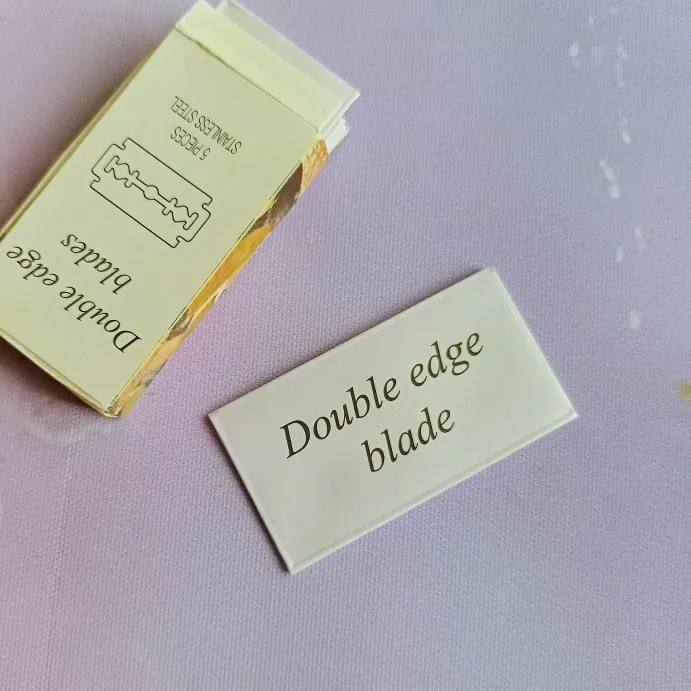 Double edge
blades
5 PIECES
STAINLESS STEEL
Double edge
blade